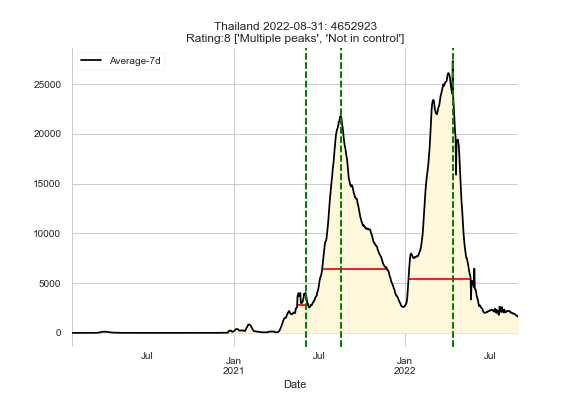 Thailand 2022-08-31: 4652923
Rating:8 ['Multiple peaks', 'Not in control']
Average-7d
25000
20000
15000
10000
5000
0
Jul
Jan
2021
Jul
Jan
2022
Jul
Date